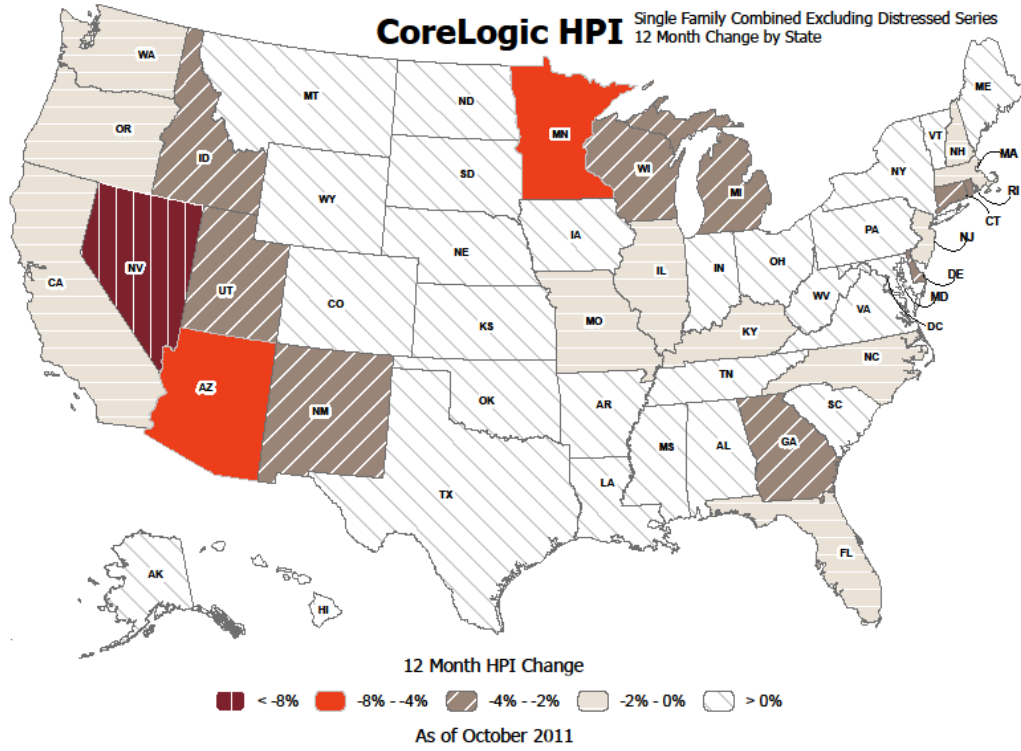 CoreLogic HPI
Single Family Combined Excluding Distressed Series
12 Month Change by State
WA
MT
ND
MN
ME
OR
ID
SD
WI
MI
VT
NH
MA
NY
RI
WY
CT
IA
PA
NJ
NE
NV
UT
IL
IN
OH
DE
CA
CO
WV
VA
MD
KS
MO
KY
DC
NC
TN
AZ
NM
OK
AR
SC
MS
AL
GA
LA
TX
FL
AK
HI
12 Month HPI Change
< -8%
-8% - -4%
-4% - -2%
-2% - 0%
> 0%
As of October 2011